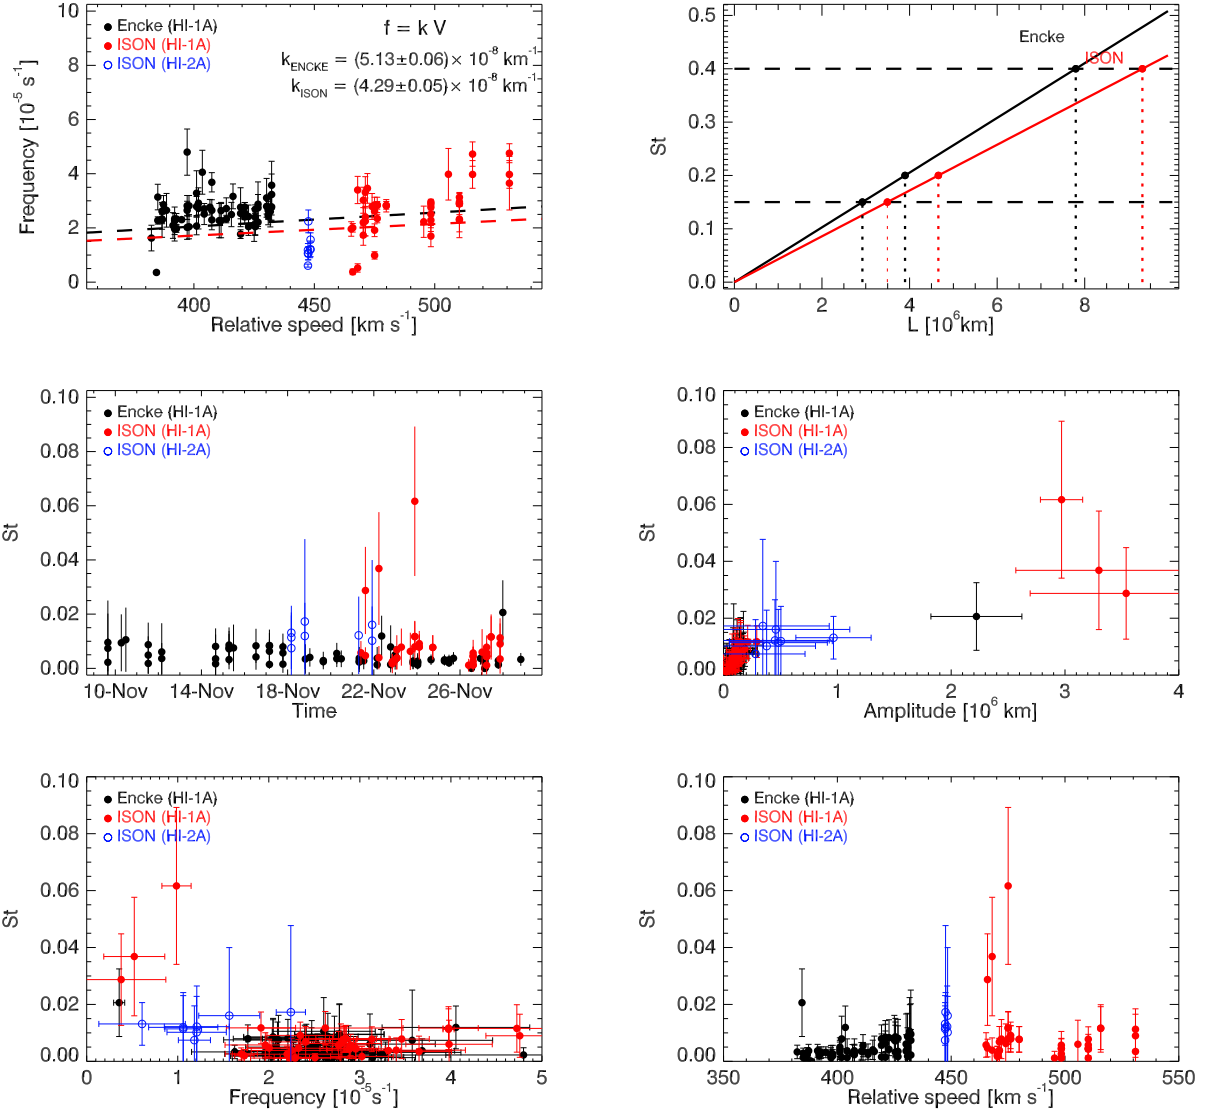 10
8
6
4
2
0
Frequency [10⁻⁵ s⁻¹]
Encke (HI-1A)
ISON (HI-1A)
ISON (HI-2A)
f = k V
k_ENCKE = (5.13±0.06)× 10⁻⁸ km⁻¹
k_ISON = (4.29±0.05)× 10⁻⁸ km⁻¹
400 450 500
Relative speed [km s⁻¹]
0.5
0.4
0.3
0.2
0.1
0.0
St
Encke
ISON
0 2 4 6 8 10
L [10⁶km]
0.10
0.08
0.06
0.04
0.02
0.00
St
Encke (HI-1A)
ISON (HI-1A)
ISON (HI-2A)
10-Nov 14-Nov 18-Nov 22-Nov 26-Nov
Time
0.10
0.08
0.06
0.04
0.02
0.00
St
Encke (HI-1A)
ISON (HI-1A)
ISON (HI-2A)
0 1 2 3 4
Amplitude [10⁶ km]
0.10
0.08
0.06
0.04
0.02
0.00
St
Encke (HI-1A)
ISON (HI-1A)
ISON (HI-2A)
0 1 2 3 4 5
Frequency [10⁻⁵s⁻¹]
0.10
0.08
0.06
0.04
0.02
0.00
St
Encke (HI-1A)
ISON (HI-1A)
ISON (HI-2A)
350 400 450 500 550
Relative speed [km s⁻¹]